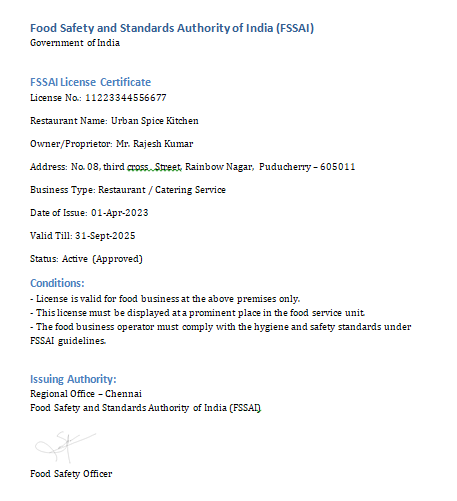 Food Safety and Standards Authority of India (FSSAI)
Government of India
FSSAI License Certificate
License No.: 11223344556677
Restaurant Name: Urban Spice Kitchen
Owner/Proprietor: Mr. Rajesh Kumar
Address: No. 08, third cross.. Street, Rainbow Nagar, Puducherry – 605011
Business Type: Restaurant / Catering Service
Date of Issue: 01-Apr-2023
Valid Till: 31-Sept-2025
Status: Active (Approved)
Conditions:
- License is valid for food business at the above premises only.
- This license must be displayed at a prominent place in the food service unit.
- The food business operator must comply with the hygiene and safety standards under
FSSAI guidelines.
Issuing Authority:
Regional Office – Chennai
Food Safety and Standards Authority of India (FSSAI)
Food Safety Officer